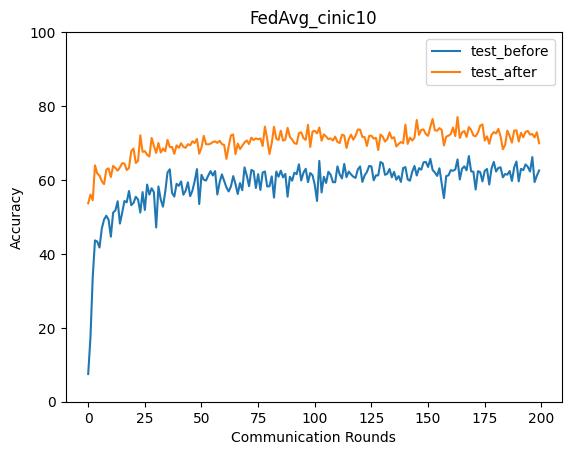 FedAvg_cinic10
test_before
test_after
100
80
60
40
20
0
Accuracy
0 25 50 75 100 125 150 175 200
Communication Rounds